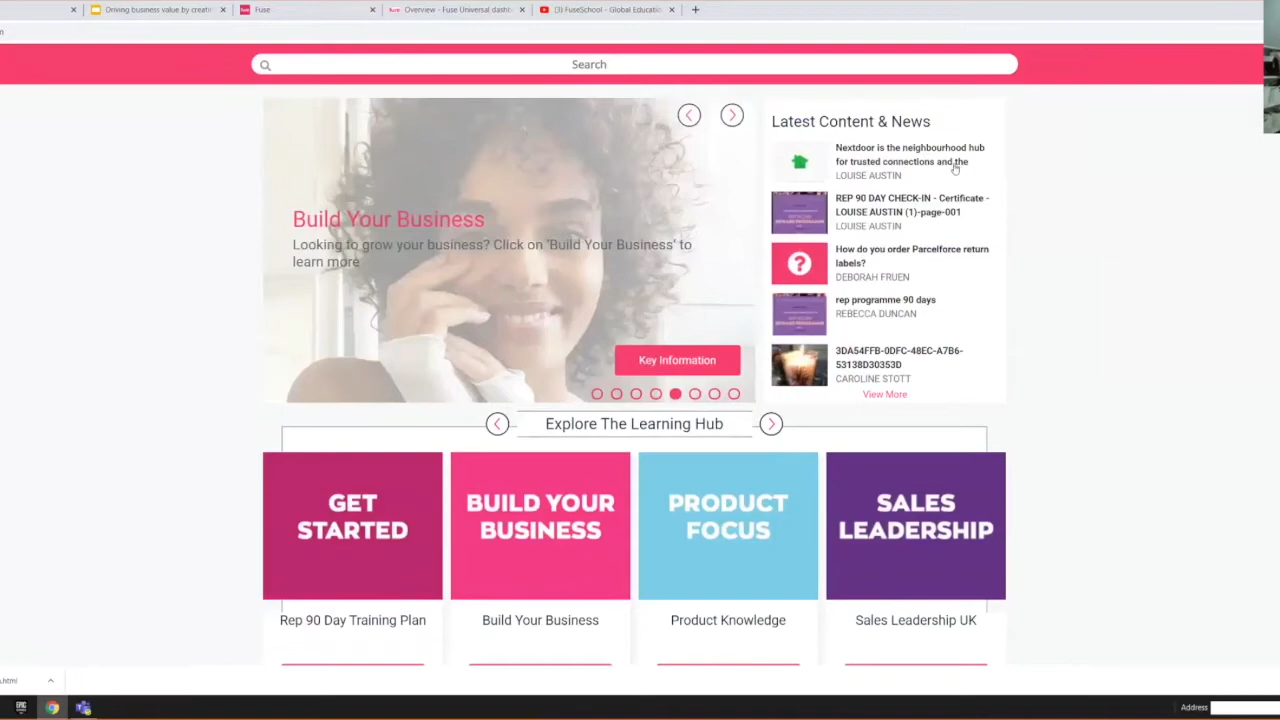 Driving business value by creatin
Fuse
fuse
Overview - Fuse Universal dashb
(3) FuseSchool - Global Educatio
Search
Build Your Business
Looking to grow your business? Click on 'Build Your Business' to
learn more
Key Information
Latest Content & News
Nextdoor is the neighbourhood hub
for trusted connections and the
LOUISE AUSTIN
REP 90 DAY CHECK-IN - Certificate -
LOUISE AUSTIN (1)-page-001
LOUISE AUSTIN
How do you order Parcelforce return
labels?
DEBORAH FRUEN
rep programme 90 days
REBECCA DUNCAN
3DA54FFB-0DFC-48EC-A7B6-
53138D30353D
CAROLINE STOTT
View More
Explore The Learning Hub
GET
STARTED
BUILD YOUR
BUSINESS
PRODUCT
FOCUS
SALES
LEADERSHIP
Rep 90 Day Training Plan
Build Your Business
Product Knowledge
Sales Leadership UK
.html
EPIC
Address